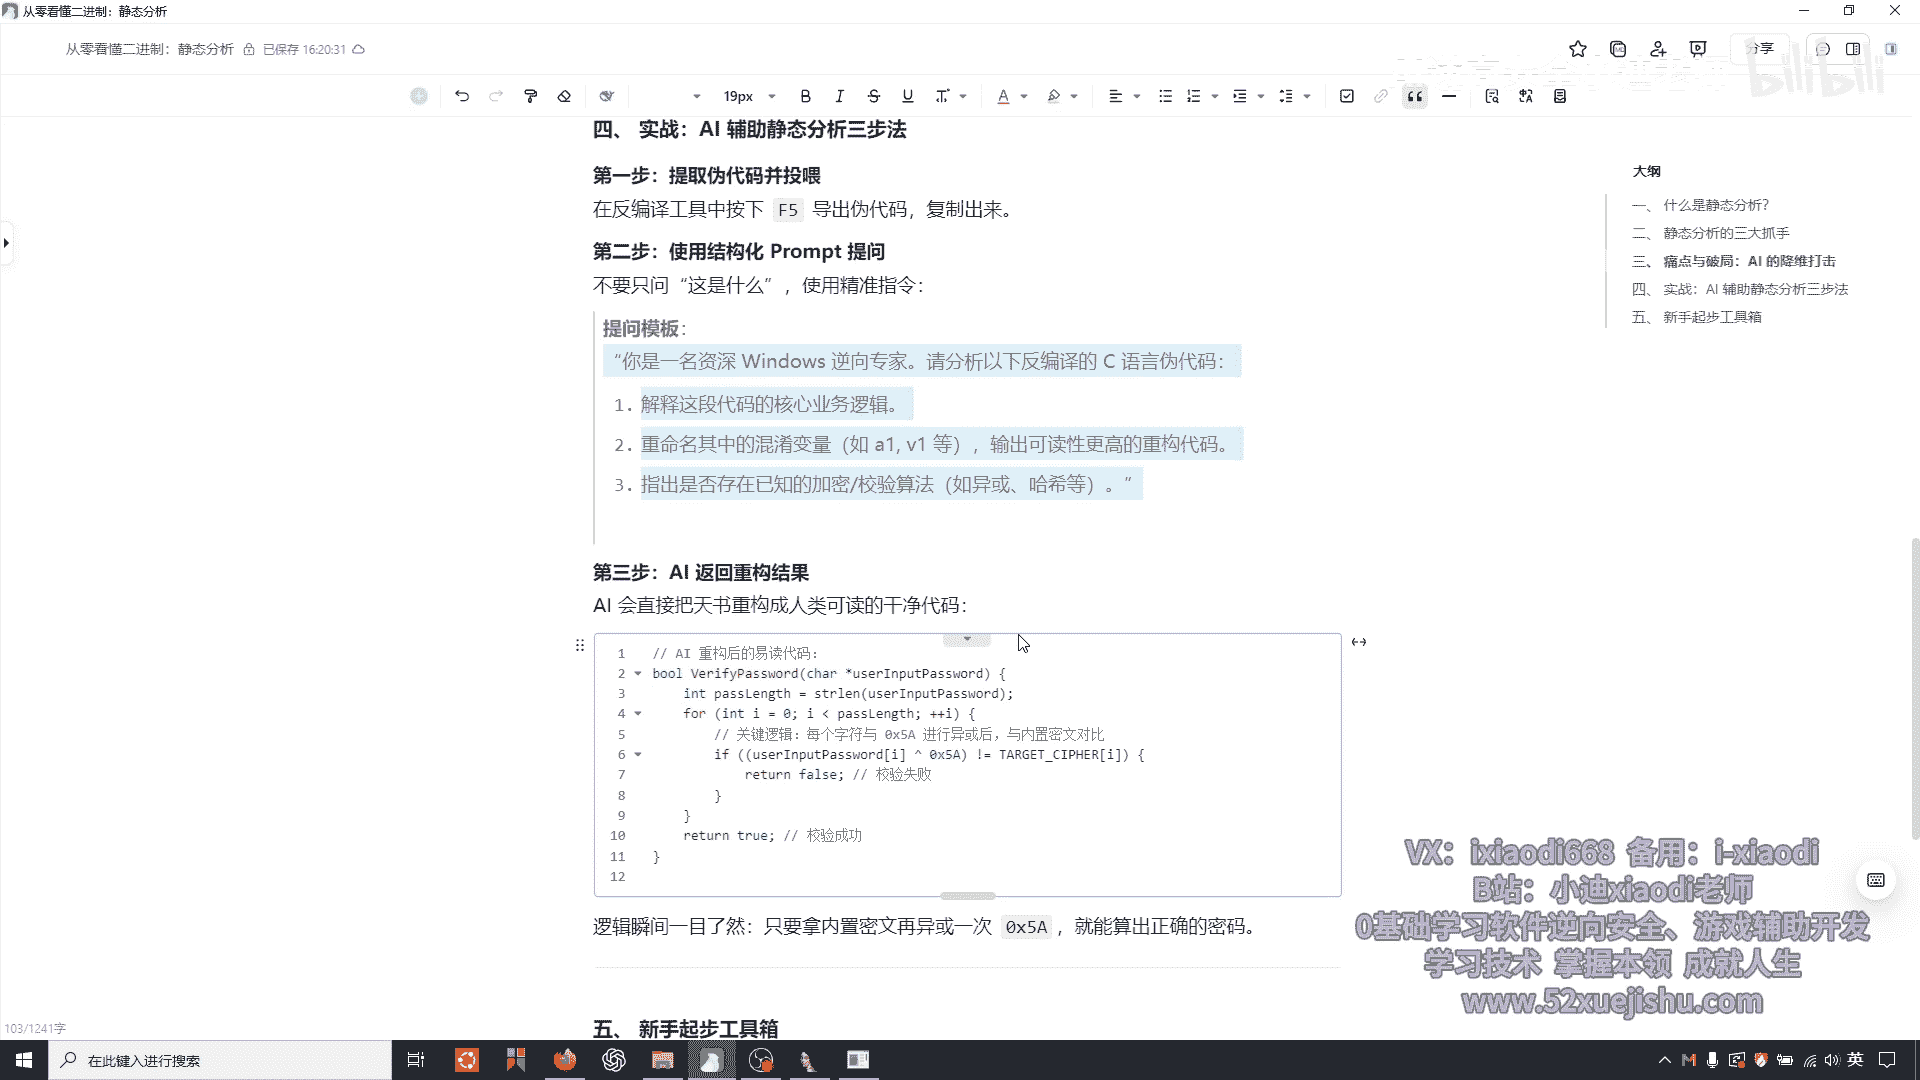 从零看懂二进制：静态分析
从零看懂二进制：静态分析 已保存 16:20:31
分享
bilibili
19px
四、 实战：AI 辅助静态分析三步法
第一步：提取伪代码并投喂
在反编译工具中按下 F5 导出伪代码，复制出来。
第二步：使用结构化 Prompt 提问
不要只问“这是什么”，使用精准指令：
提问模板：
“你是一名资深 Windows 逆向专家。请分析以下反编译的 C 语言伪代码：
1. 解释这段代码的核心业务逻辑。
2. 重命名其中的混淆变量（如 a1, v1 等），输出可读性更高的重构代码。
3. 指出是否存在已知的加密/校验算法（如异或、哈希等）。”
第三步：AI 返回重构结果
AI 会直接把天书重构成人类可读的干净代码：
1 // AI 重构后的易读代码：
2 bool VerifyPassword(char *userInputPassword) {
3 int passLength = strlen(userInputPassword);
4 for (int i = 0; i < passLength; ++i) {
5 // 关键逻辑：每个字符与 0x5A 进行异或后，与内置密文对比
6 if ((userInputPassword[i] ^ 0x5A) != TARGET_CIPHER[i]) {
7 return false; // 校验失败
8 }
9 }
10 return true; // 校验成功
11 }
12
逻辑瞬间一目了然：只要拿内置密文再异或一次 0x5A ，就能算出正确的密码。
五、 新手起步工具箱
大纲
一、 什么是静态分析？
二、 静态分析的三大抓手
三、 痛点与破局：AI 的降维打击
四、 实战：AI 辅助静态分析三步法
五、 新手起步工具箱
VX：ixiaodi668 备用：i-xiaodi
B站：小迪xiaodi老师
0基础学习软件逆向安全、游戏辅助开发
学习技术 掌握本领 成就人生
www.52xuejishu.com
103/1241字
在此键入进行搜索
英